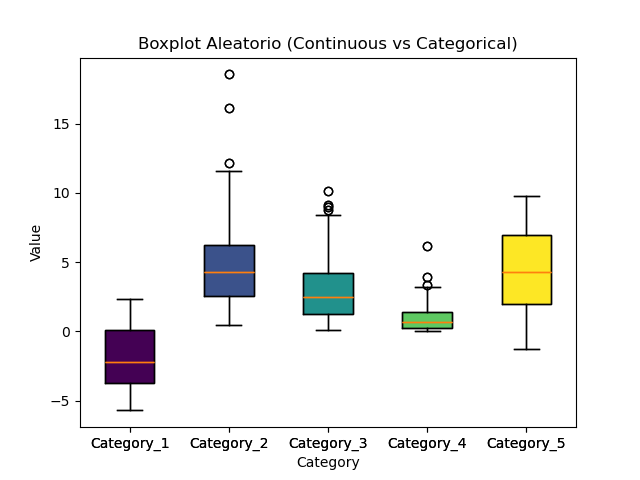 Boxplot Aleatorio (Continuous vs Categorical)
Value
15
10
5
0
−5
Category_1 Category_2 Category_3 Category_4 Category_5
Category